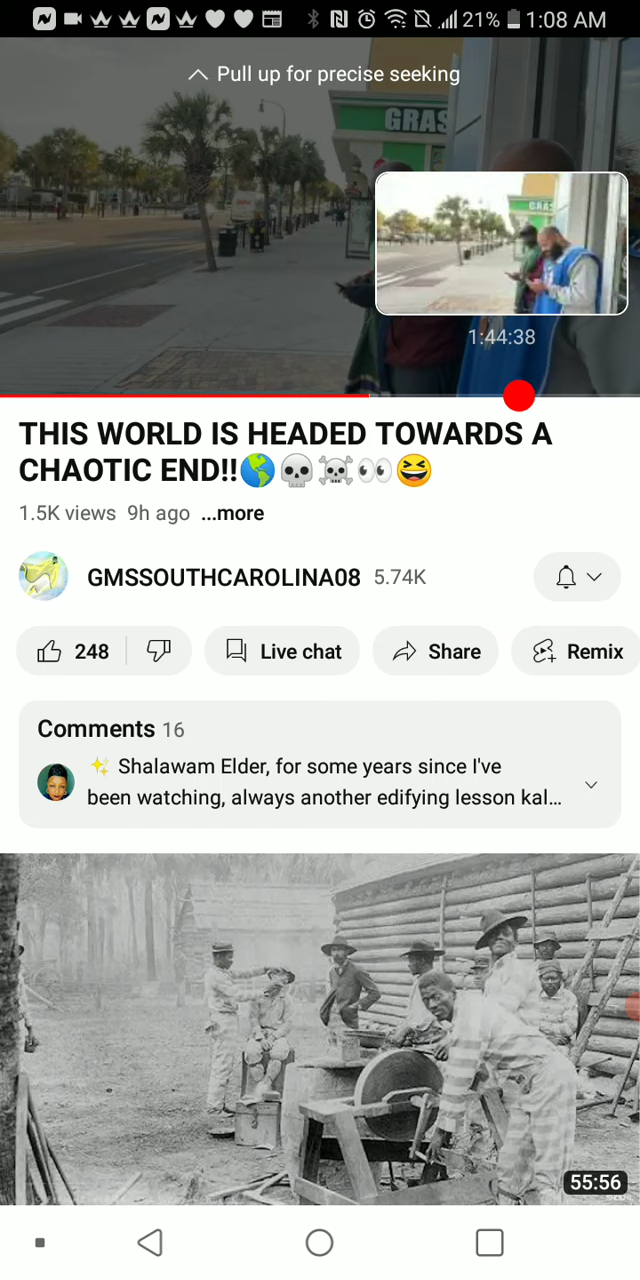 21% 1:08 AM
Pull up for precise seeking
GRAS
GRAS
1:44:38
THIS WORLD IS HEADED TOWARDS A
CHAOTIC END!!🌎💀☠️👀😆
1.5K views 9h ago ...more
GMSSOUTHCAROLINA08 5.74K
248 Live chat Share Remix
Comments 16
✨ Shalawam Elder, for some years since I've
been watching, always another edifying lesson kal...
55:56